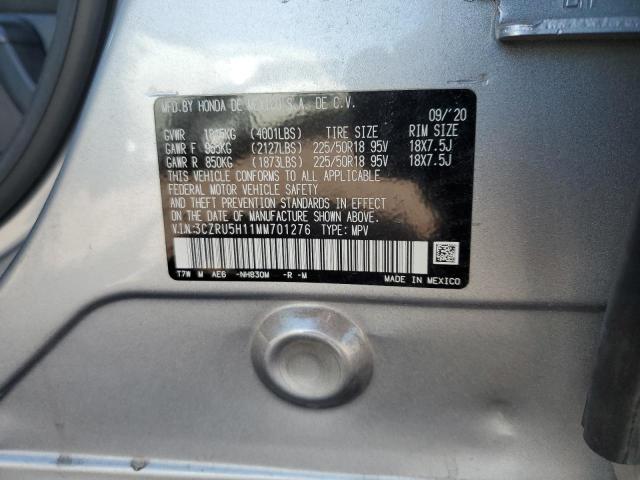 MFD.BY HONDA DE MEXICO S.A. DE C.V. 09/20
GVWR 1815KG (4001LBS) TIRE SIZE RIM SIZE
GAWR F 965KG (2127LBS) 225/50R18 95V 18X7.5J
GAWR R 850KG (1873LBS) 225/50R18 95V 18X7.5J
THIS VEHICLE CONFORMS TO ALL APPLICABLE
FEDERAL MOTOR VEHICLE SAFETY
AND THEFT PREVENTION STANDARDS IN EFFECT
ON THE DATE OF MANUFACTURE SHOWN ABOVE.
V.I.N:3CZRU5H11MM701276 TYPE: MPV
T7W M AE6 -NH830M -R -M
MADE IN MEXICO